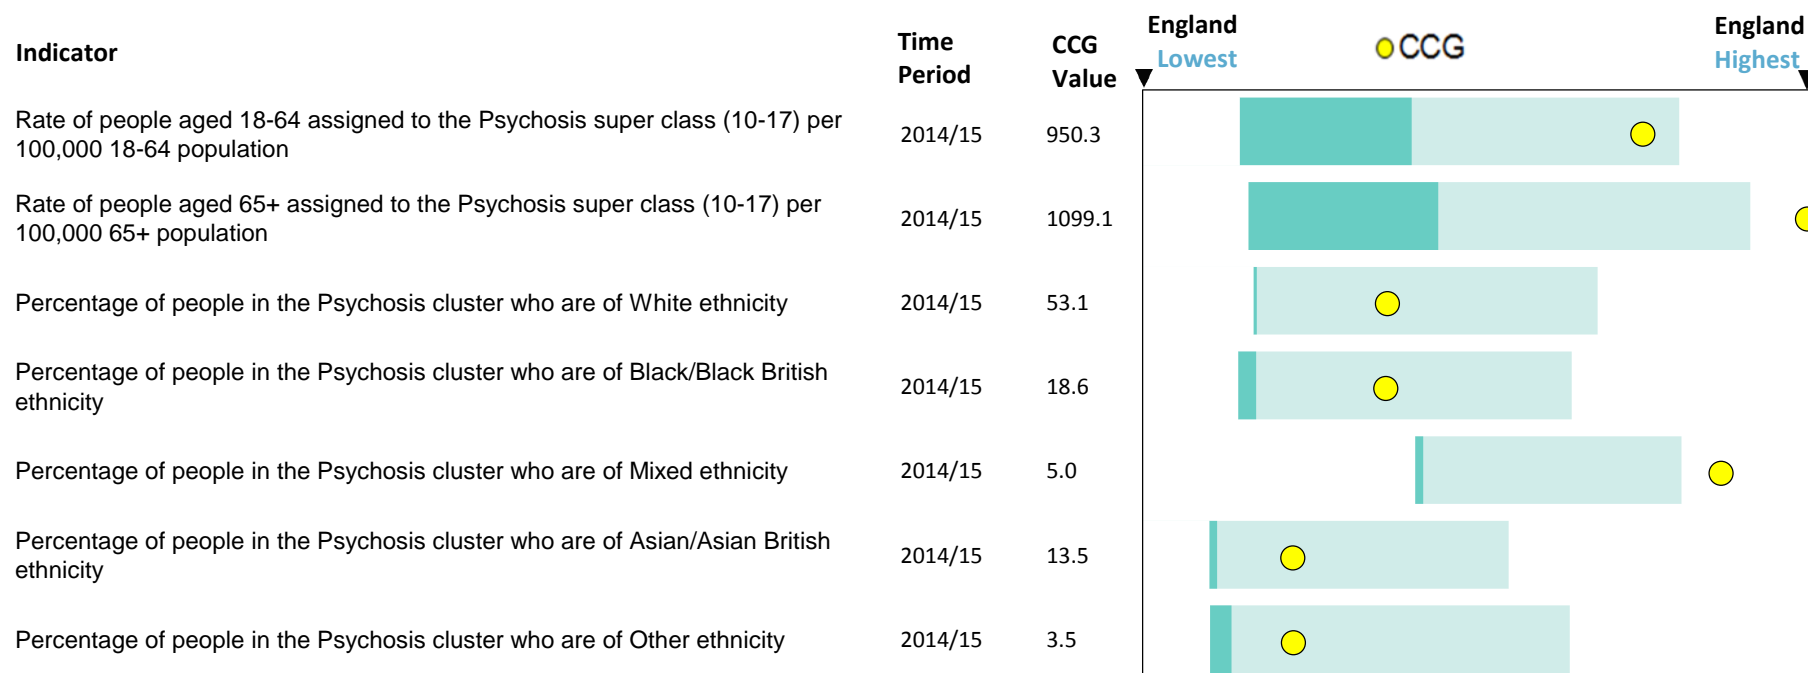 Indicator
Time Period
CCG Value
England Lowest
CCG
England Highest
Rate of people aged 18-64 assigned to the Psychosis super class (10-17) per
100,000 18-64 population
2014/15
950.3
Rate of people aged 65+ assigned to the Psychosis super class (10-17) per
100,000 65+ population
2014/15
1099.1
Percentage of people in the Psychosis cluster who are of White ethnicity
2014/15
53.1
Percentage of people in the Psychosis cluster who are of Black/Black British
ethnicity
2014/15
18.6
Percentage of people in the Psychosis cluster who are of Mixed ethnicity
2014/15
5.0
Percentage of people in the Psychosis cluster who are of Asian/Asian British
ethnicity
2014/15
13.5
Percentage of people in the Psychosis cluster who are of Other ethnicity
2014/15
3.5